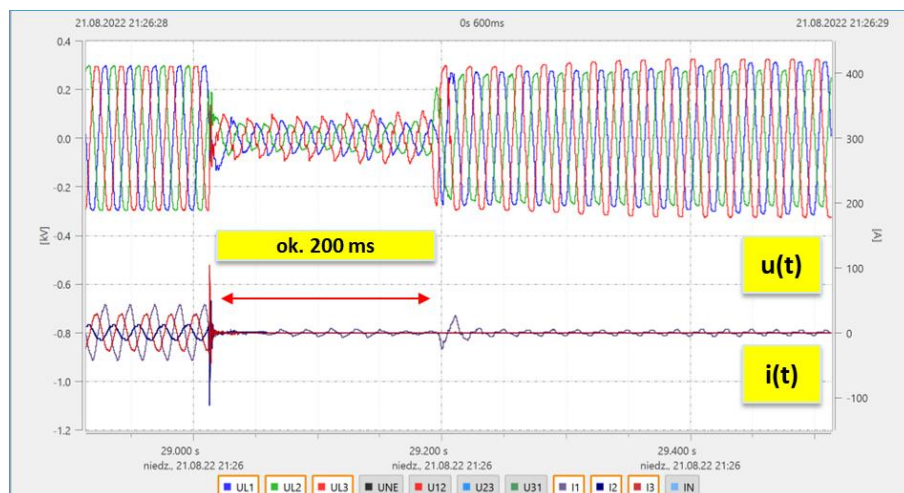 21.08.2022 21:26:28 0s 600ms 21.08.2022 21:26:29
0.4
0.2
0.0
-0.2
-0.4
-0.6
-0.8
-1.0
-1.2
[kV]
400
300
200
100
0
-100
[A]
ok. 200 ms
u(t)
i(t)
29.000 s 29.200 s 29.400 s
niedz., 21.08.22 21:26 niedz., 21.08.22 21:26 niedz., 21.08.22 21:26
UL1 UL2 UL3 UNE U12 U23 U31 I1 I2 I3 IN